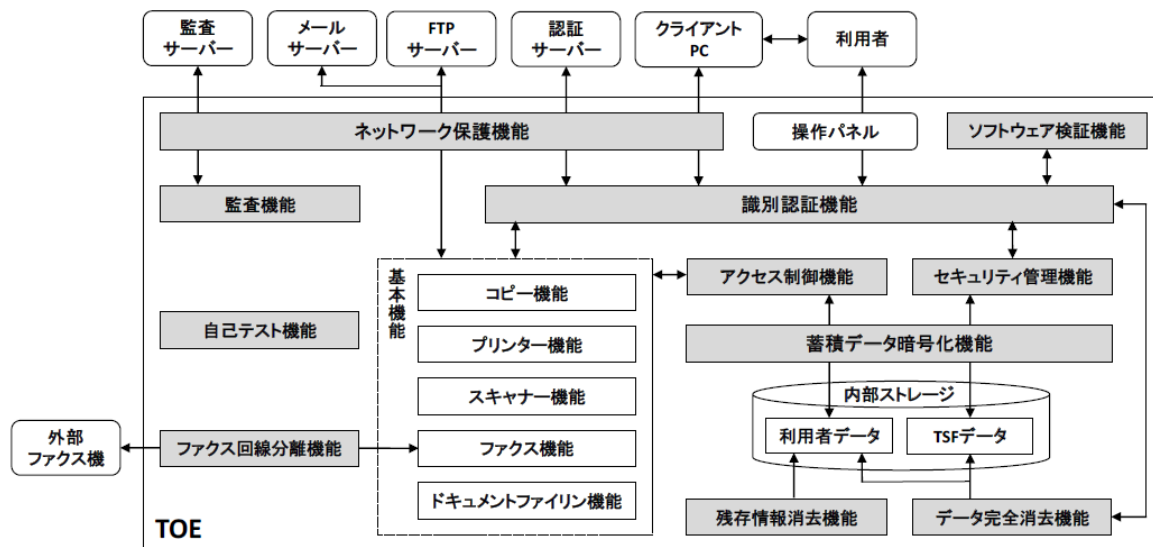 監査
サーバー
メール
サーバー
FTP
サーバー
認証
サーバー
クライアント
PC
利用者
ネットワーク保護機能
操作パネル
ソフトウェア検証機能
監査機能
識別認証機能
基本機能
コピー機能
アクセス制御機能
セキュリティ管理機能
自己テスト機能
プリンター機能
蓄積データ暗号化機能
スキャナー機能
内部ストレージ
外部
ファクス機
ファクス回線分離機能
ファクス機能
利用者データ
TSFデータ
ドキュメントファイリン機能
残存情報消去機能
データ完全消去機能
TOE